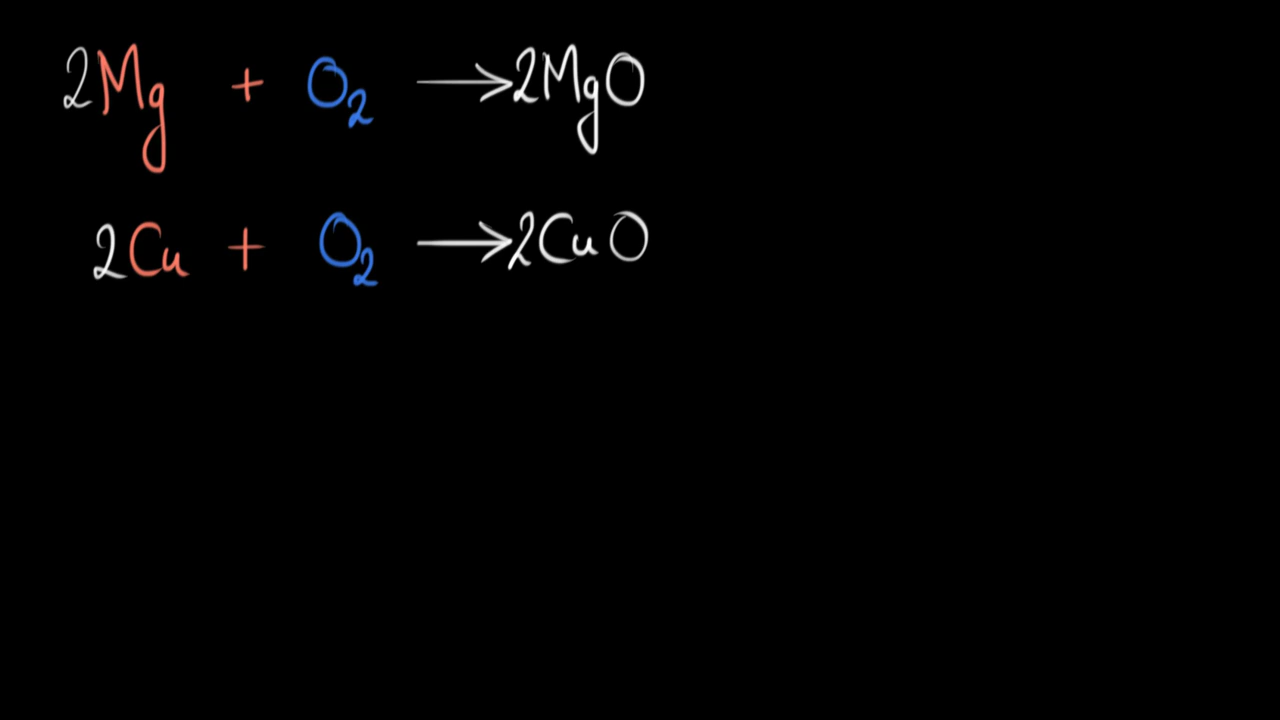 2Mg + O₂ → 2MgO
2Cu + O₂ → 2CuO